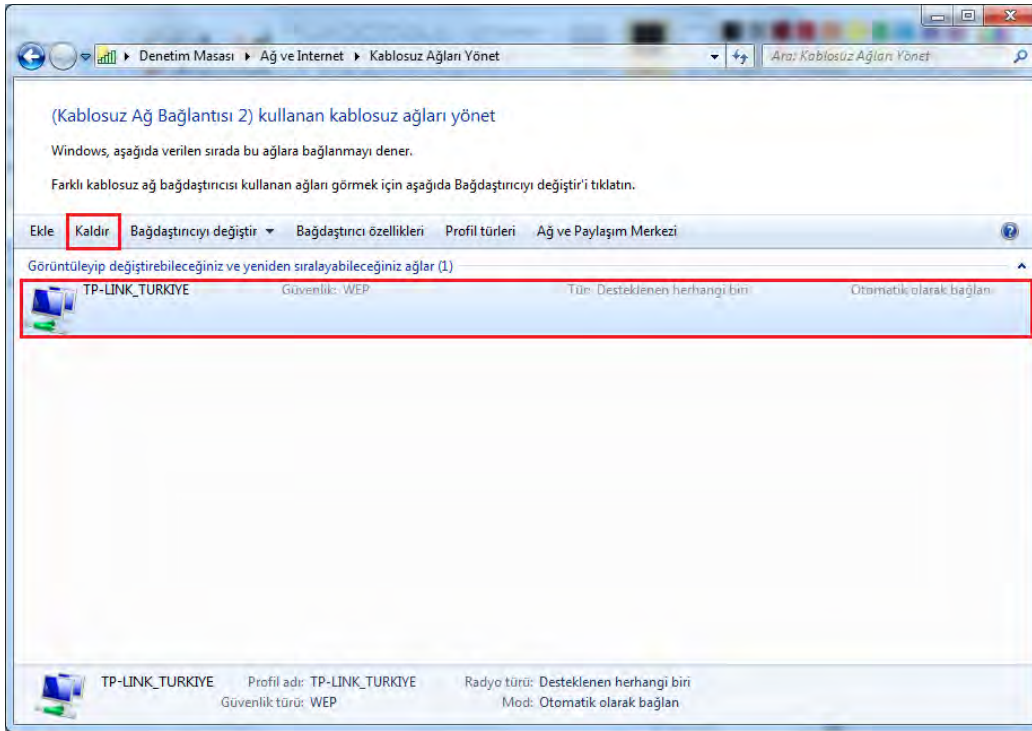 Denetim Masası ▸ Ağ ve Internet ▸ Kablosuz Ağları Yönet
Ara: Kablosuz Ağları Yönet
(Kablosuz Ağ Bağlantısı 2) kullanan kablosuz ağları yönet
Windows, aşağıda verilen sırada bu ağlara bağlanmayı dener.
Farklı kablosuz ağ bağdaştırıcısı kullanan ağları görmek için aşağıda Bağdaştırıcıyı değiştir'i tıklatın.
Ekle Kaldır Bağdaştırıcıyı değiştir Bağdaştırıcı özellikleri Profil türleri Ağ ve Paylaşım Merkezi
Görüntüleyip değiştirebileceğiniz ve yeniden sıralayabileceğiniz ağlar (1)
TP-LINK_TURKIYE Güvenlik: WEP Tür: Desteklenen herhangi biri Otomatik olarak bağlan
TP-LINK_TURKIYE Profil adı: TP-LINK_TURKIYE Radyo türü: Desteklenen herhangi biri
Güvenlik türü: WEP Mod: Otomatik olarak bağlan